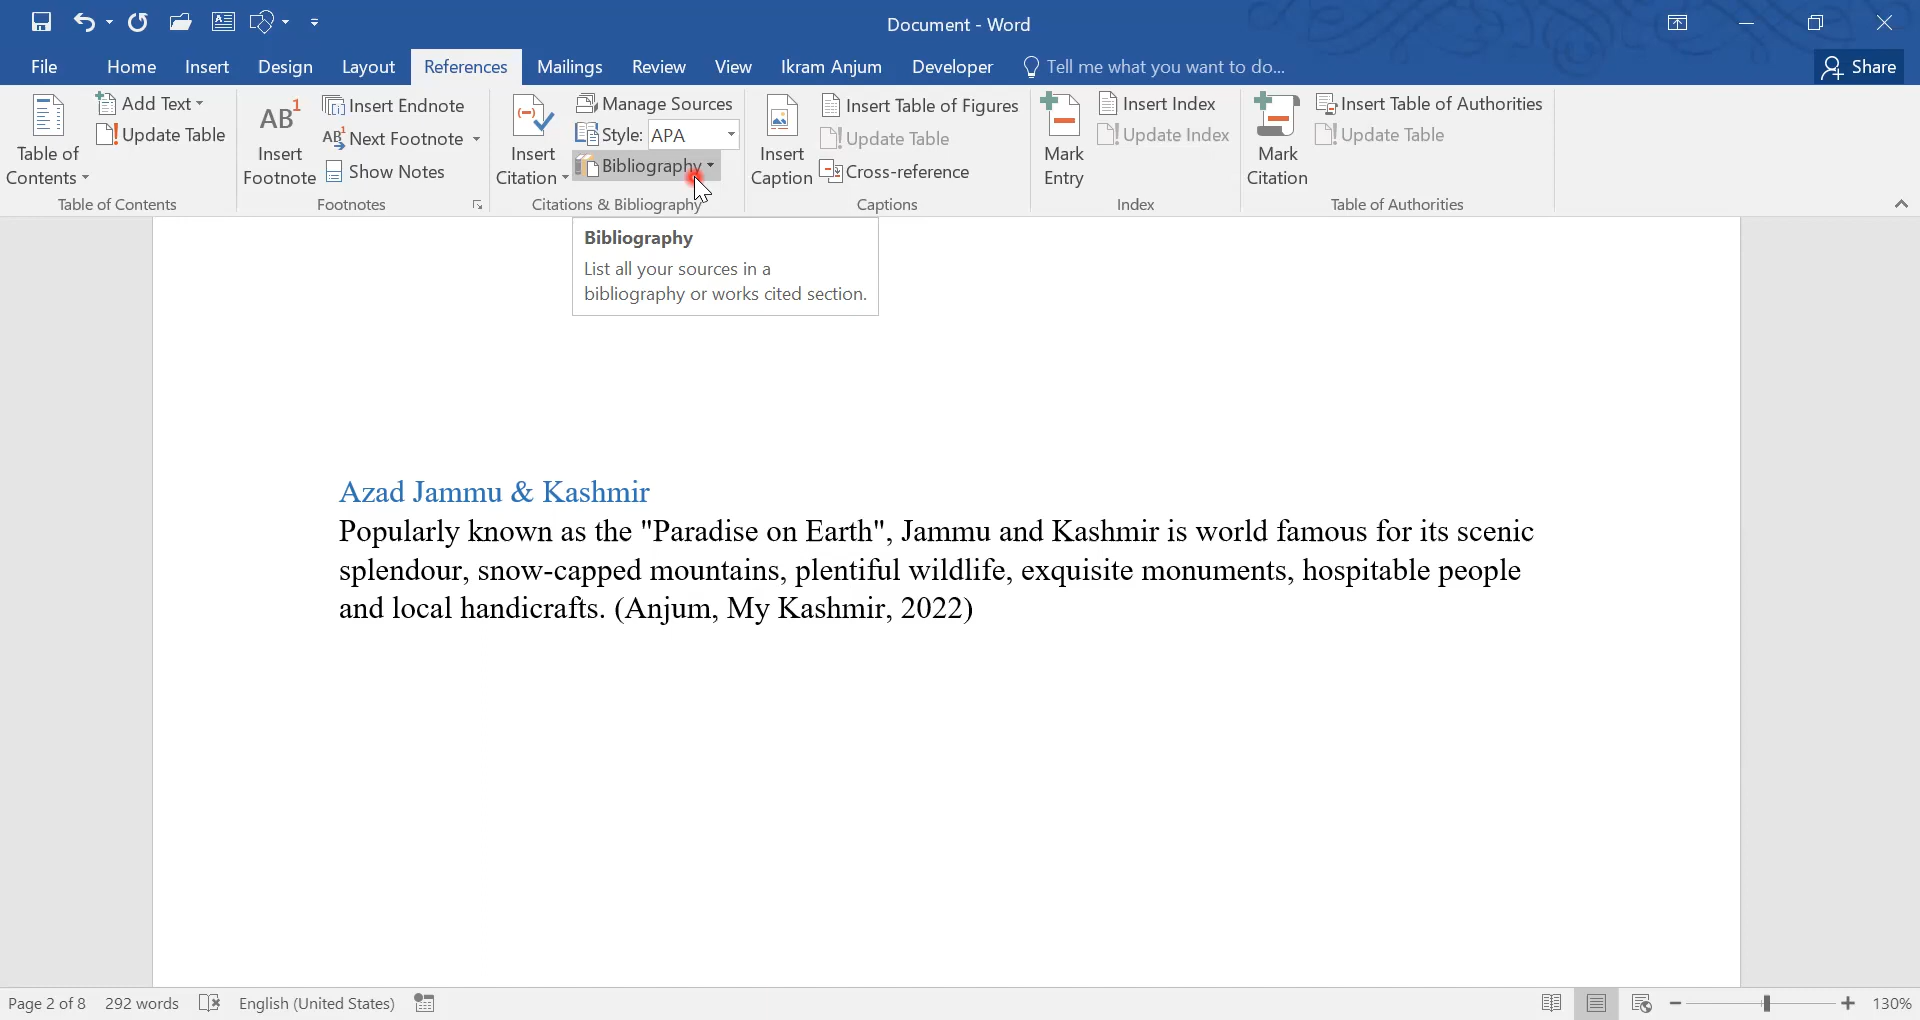 Document - Word
File Home Insert Design Layout References Mailings Review View Ikram Anjum Developer Tell me what you want to do... Share
Table of Contents
Add Text
Update Table
Table of Contents
AB1 Insert Footnote
Insert Endnote
AB1 Next Footnote
Show Notes
Footnotes
Insert Citation
Manage Sources
Style: APA
Bibliography
Citations & Bibliography
Insert Caption
Insert Table of Figures
Update Table
Cross-reference
Captions
Mark Entry
Insert Index
Update Index
Index
Mark Citation
Insert Table of Authorities
Update Table
Table of Authorities
Bibliography
List all your sources in a
bibliography or works cited section.
Azad Jammu & Kashmir
Popularly known as the "Paradise on Earth", Jammu and Kashmir is world famous for its scenic
splendour, snow-capped mountains, plentiful wildlife, exquisite monuments, hospitable people
and local handicrafts. (Anjum, My Kashmir, 2022)
Page 2 of 8 292 words English (United States) 130%